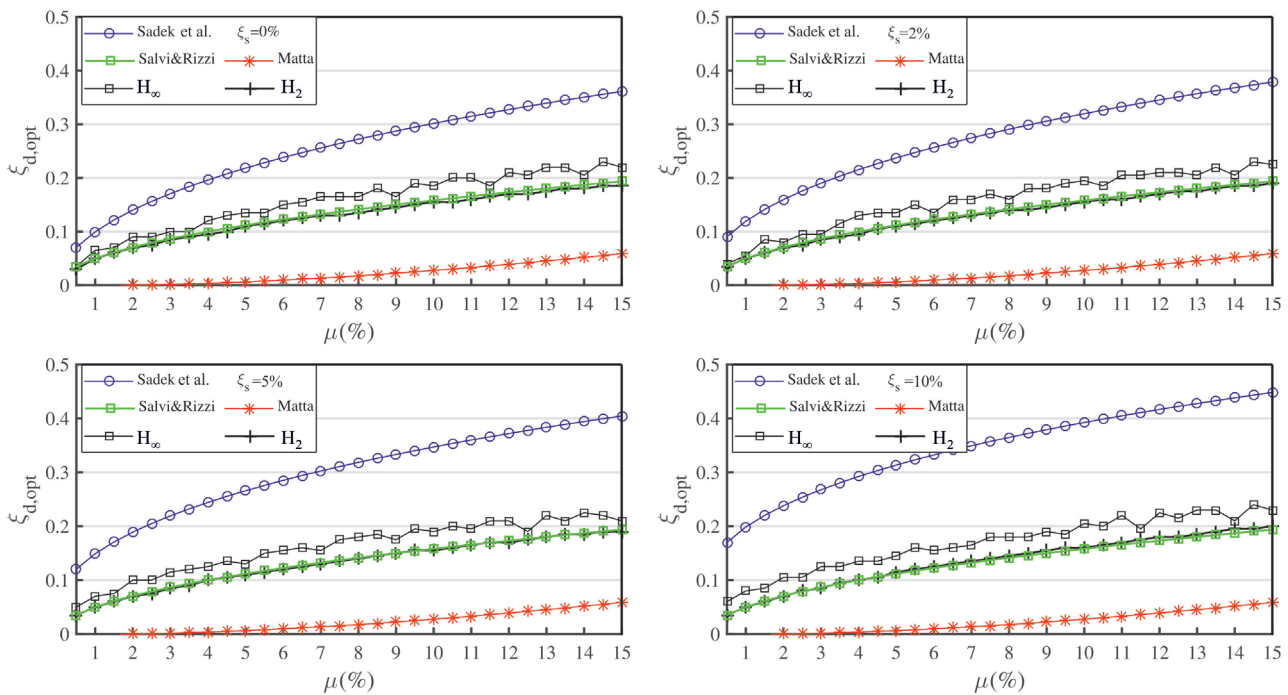 0.5
0.4
0.3
0.2
0.1
0
ξd,opt
Sadek et al. ξs=0%
Salvi&Rizzi Matta
H∞ H2
1 2 3 4 5 6 7 8 9 10 11 12 13 14 15
μ(%)
0.5
0.4
0.3
0.2
0.1
0
ξd,opt
Sadek et al. ξs=2%
Salvi&Rizzi Matta
H∞ H2
1 2 3 4 5 6 7 8 9 10 11 12 13 14 15
μ(%)
0.5
0.4
0.3
0.2
0.1
0
ξd,opt
Sadek et al. ξs=5%
Salvi&Rizzi Matta
H∞ H2
1 2 3 4 5 6 7 8 9 10 11 12 13 14 15
μ(%)
0.5
0.4
0.3
0.2
0.1
0
ξd,opt
Sadek et al. ξs=10%
Salvi&Rizzi Matta
H∞ H2
1 2 3 4 5 6 7 8 9 10 11 12 13 14 15
μ(%)